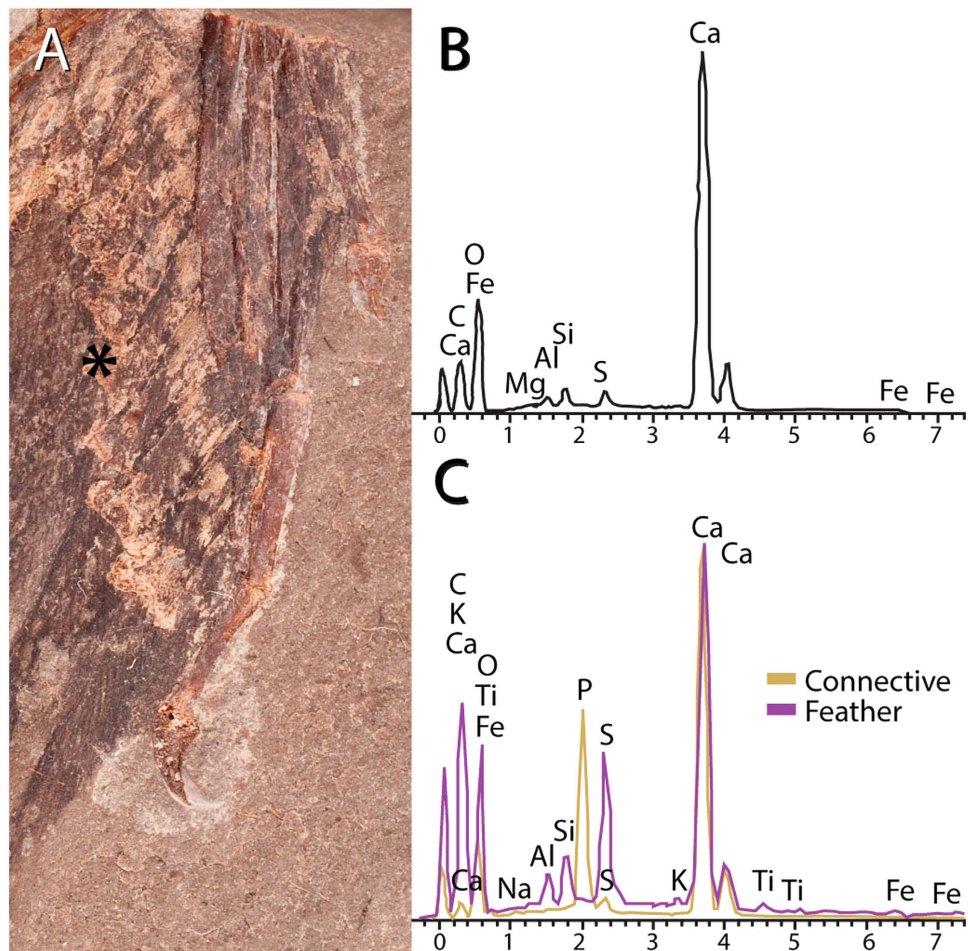 A
*
B
Ca
O
Fe
C
Ca
Mg
Al
Si
S
Fe
Fe
0 1 2 3 4 5 6 7
C
Ca
Ca
C
K
Ca
O
Ti
Fe
P
S
Connective
Feather
Al
Si
Ca
Na
S
K
Ti
Ti
Fe
Fe
0 1 2 3 4 5 6 7